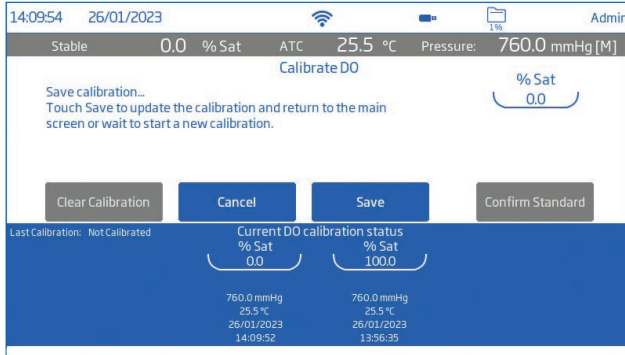 14:09:54 26/01/2023 1% Admin
Stable 0.0 % Sat ATC 25.5 °C Pressure: 760.0 mmHg [M]
Calibrate DO
Save calibration...
Touch Save to update the calibration and return to the main
screen or wait to start a new calibration.
% Sat
0.0
Clear Calibration Cancel Save Confirm Standard
Last Calibration: Not Calibrated Current DO calibration status
% Sat % Sat
0.0 100.0
760.0 mmHg 760.0 mmHg
25.5 °C 25.5 °C
26/01/2023 26/01/2023
14:09:52 13:56:35